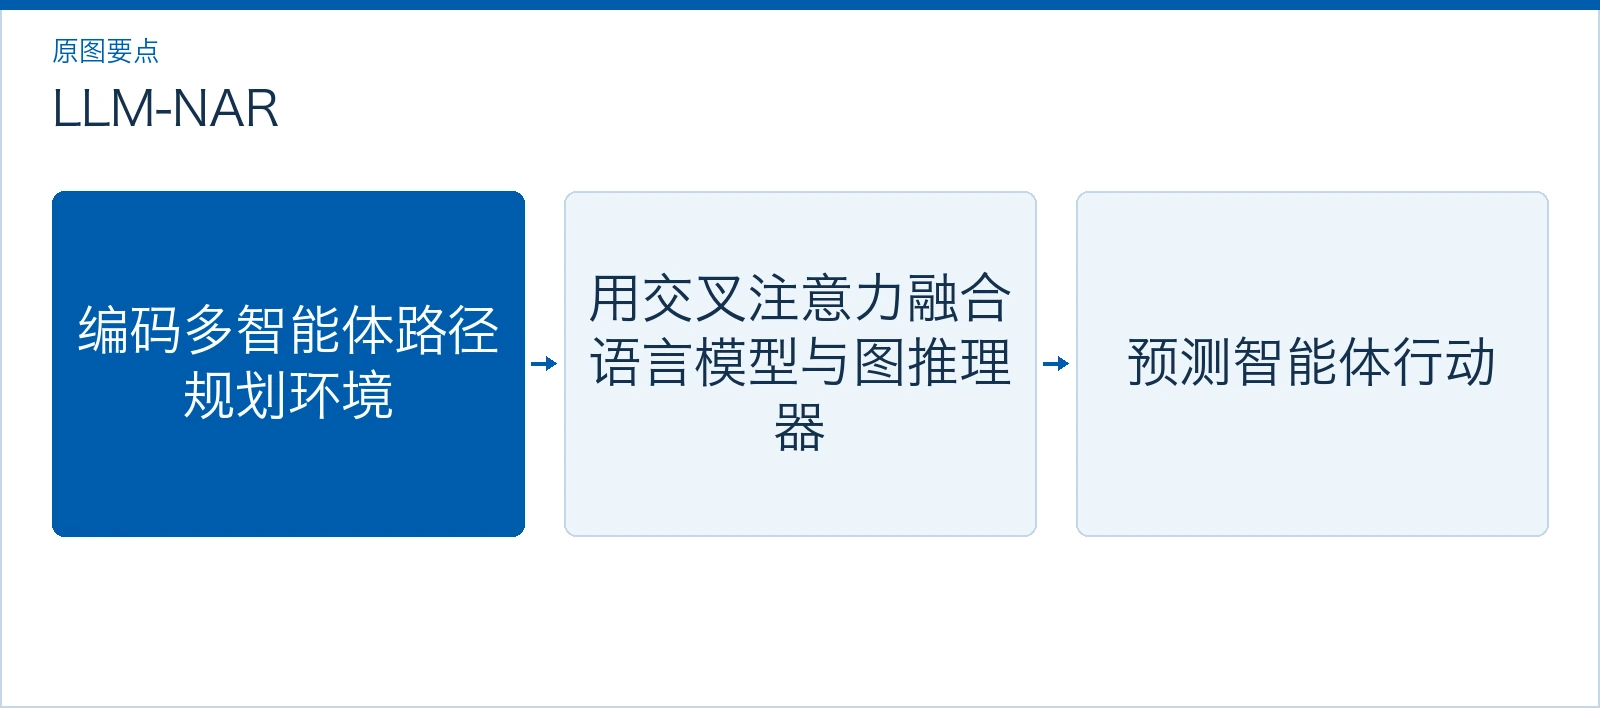 原图要点
LLM-NAR
编码多智能体路径
规划环境
用交叉注意力融合
语言模型与图推理
器
预测智能体行动